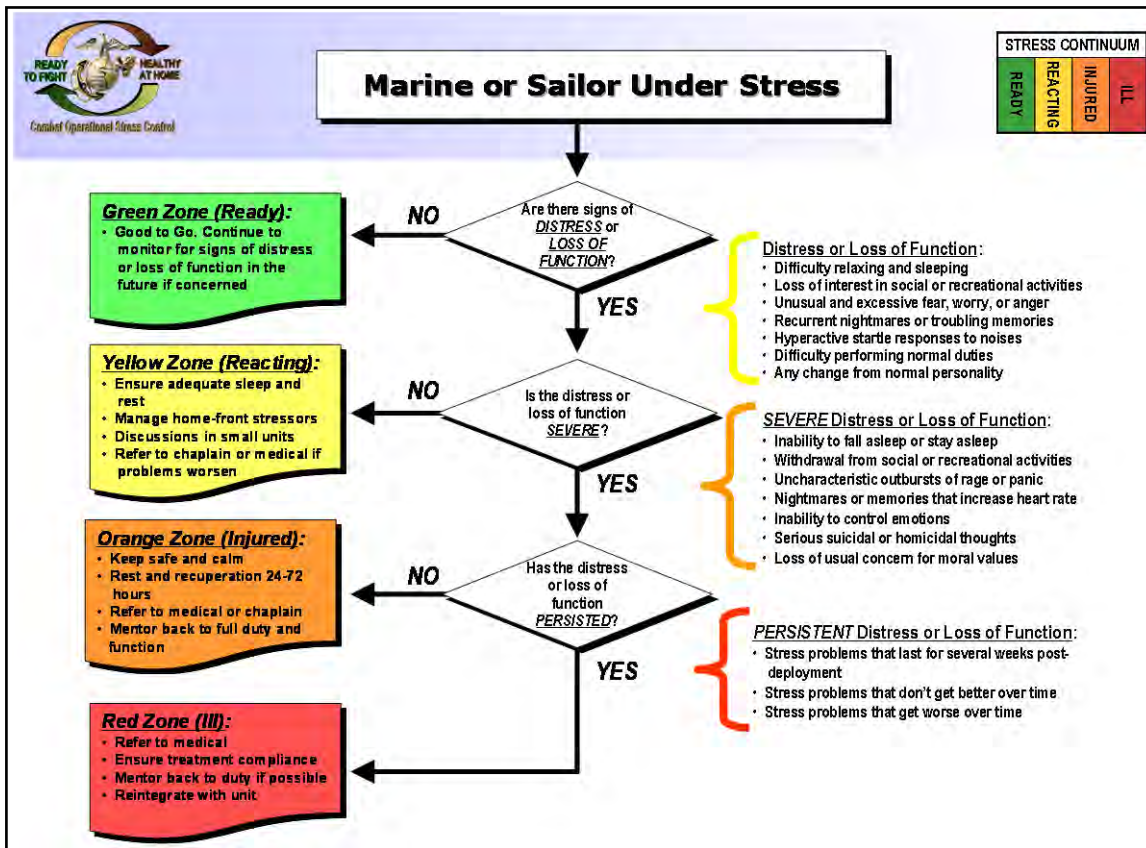 READY
TO FIGHT
HEALTHY
AT HOME
Combat Operational Stress Control
Marine or Sailor Under Stress
STRESS CONTINUUM
READY
REACTING
INJURED
ILL
Green Zone (Ready):
• Good to Go. Continue to
monitor for signs of distress
or loss of function in the
future if concerned
NO
Are there signs of
DISTRESS or
LOSS OF
FUNCTION?
YES
Distress or Loss of Function:
• Difficulty relaxing and sleeping
• Loss of interest in social or recreational activities
• Unusual and excessive fear, worry, or anger
• Recurrent nightmares or troubling memories
• Hyperactive startle responses to noises
• Difficulty performing normal duties
• Any change from normal personality
Yellow Zone (Reacting):
• Ensure adequate sleep and
rest
• Manage home-front stressors
• Discussions in small units
• Refer to chaplain or medical if
problems worsen
NO
Is the distress or
loss of function
SEVERE?
YES
SEVERE Distress or Loss of Function:
• Inability to fall asleep or stay asleep
• Withdrawal from social or recreational activities
• Uncharacteristic outbursts of rage or panic
• Nightmares or memories that increase heart rate
• Inability to control emotions
• Serious suicidal or homicidal thoughts
• Loss of usual concern for moral values
Orange Zone (Injured):
• Keep safe and calm
• Rest and recuperation 24-72
hours
• Refer to medical or chaplain
• Mentor back to full duty and
function
NO
Has the distress
or loss of
function
PERSISTED?
YES
PERSISTENT Distress or Loss of Function:
• Stress problems that last for several weeks post-
deployment
• Stress problems that don't get better over time
• Stress problems that get worse over time
Red Zone (Ill):
• Refer to medical
• Ensure treatment compliance
• Mentor back to duty if possible
• Reintegrate with unit